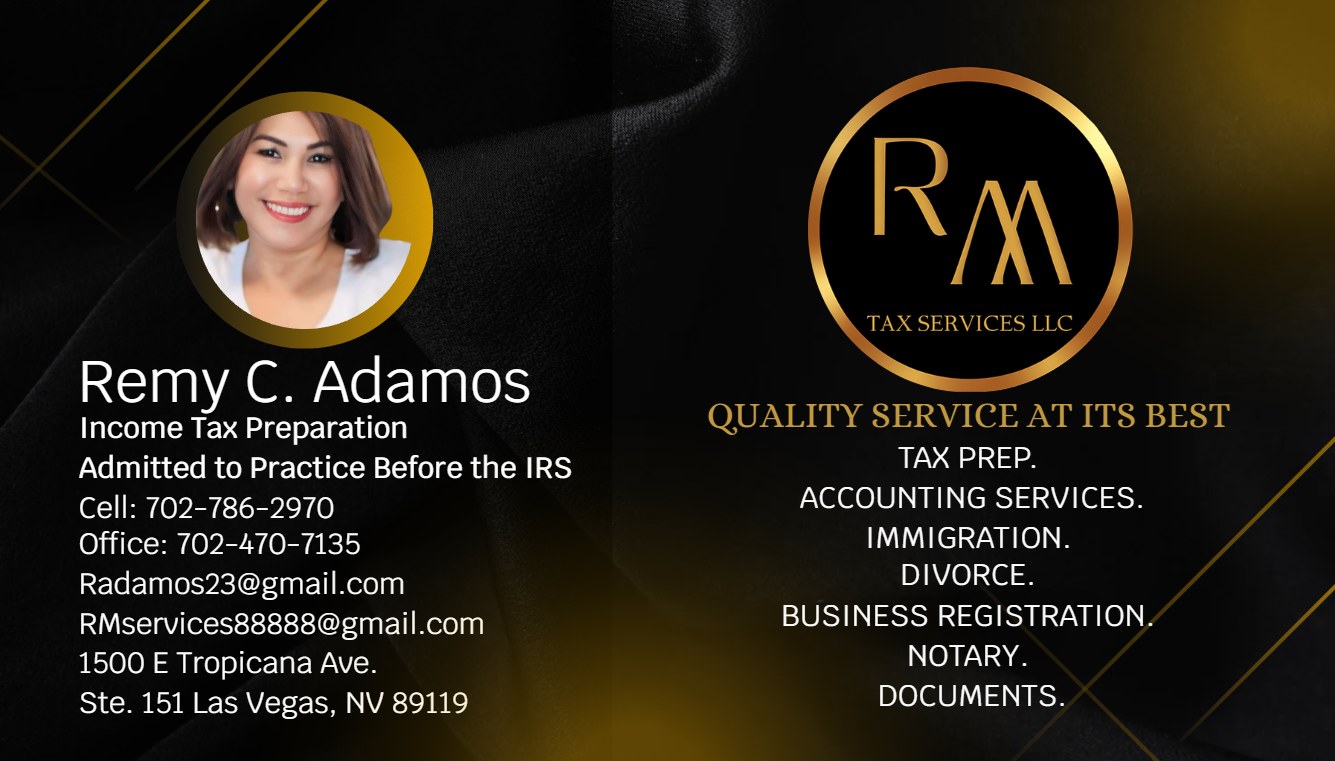 Remy C. Adamos
Income Tax Preparation
Admitted to Practice Before the IRS
Cell: 702-786-2970
Office: 702-470-7135
Radamos23@gmail.com
RMservices88888@gmail.com
1500 E Tropicana Ave.
Ste. 151 Las Vegas, NV 89119
RM
TAX SERVICES LLC
QUALITY SERVICE AT ITS BEST
TAX PREP.
ACCOUNTING SERVICES.
IMMIGRATION.
DIVORCE.
BUSINESS REGISTRATION.
NOTARY.
DOCUMENTS.